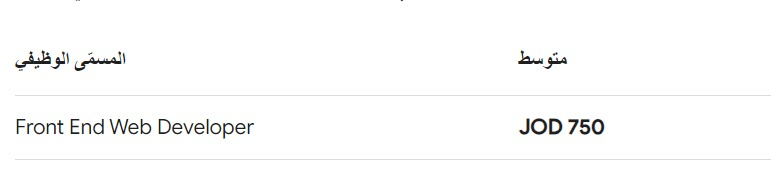 المسمّى الوظيفي متوسط
Front End Web Developer JOD 750